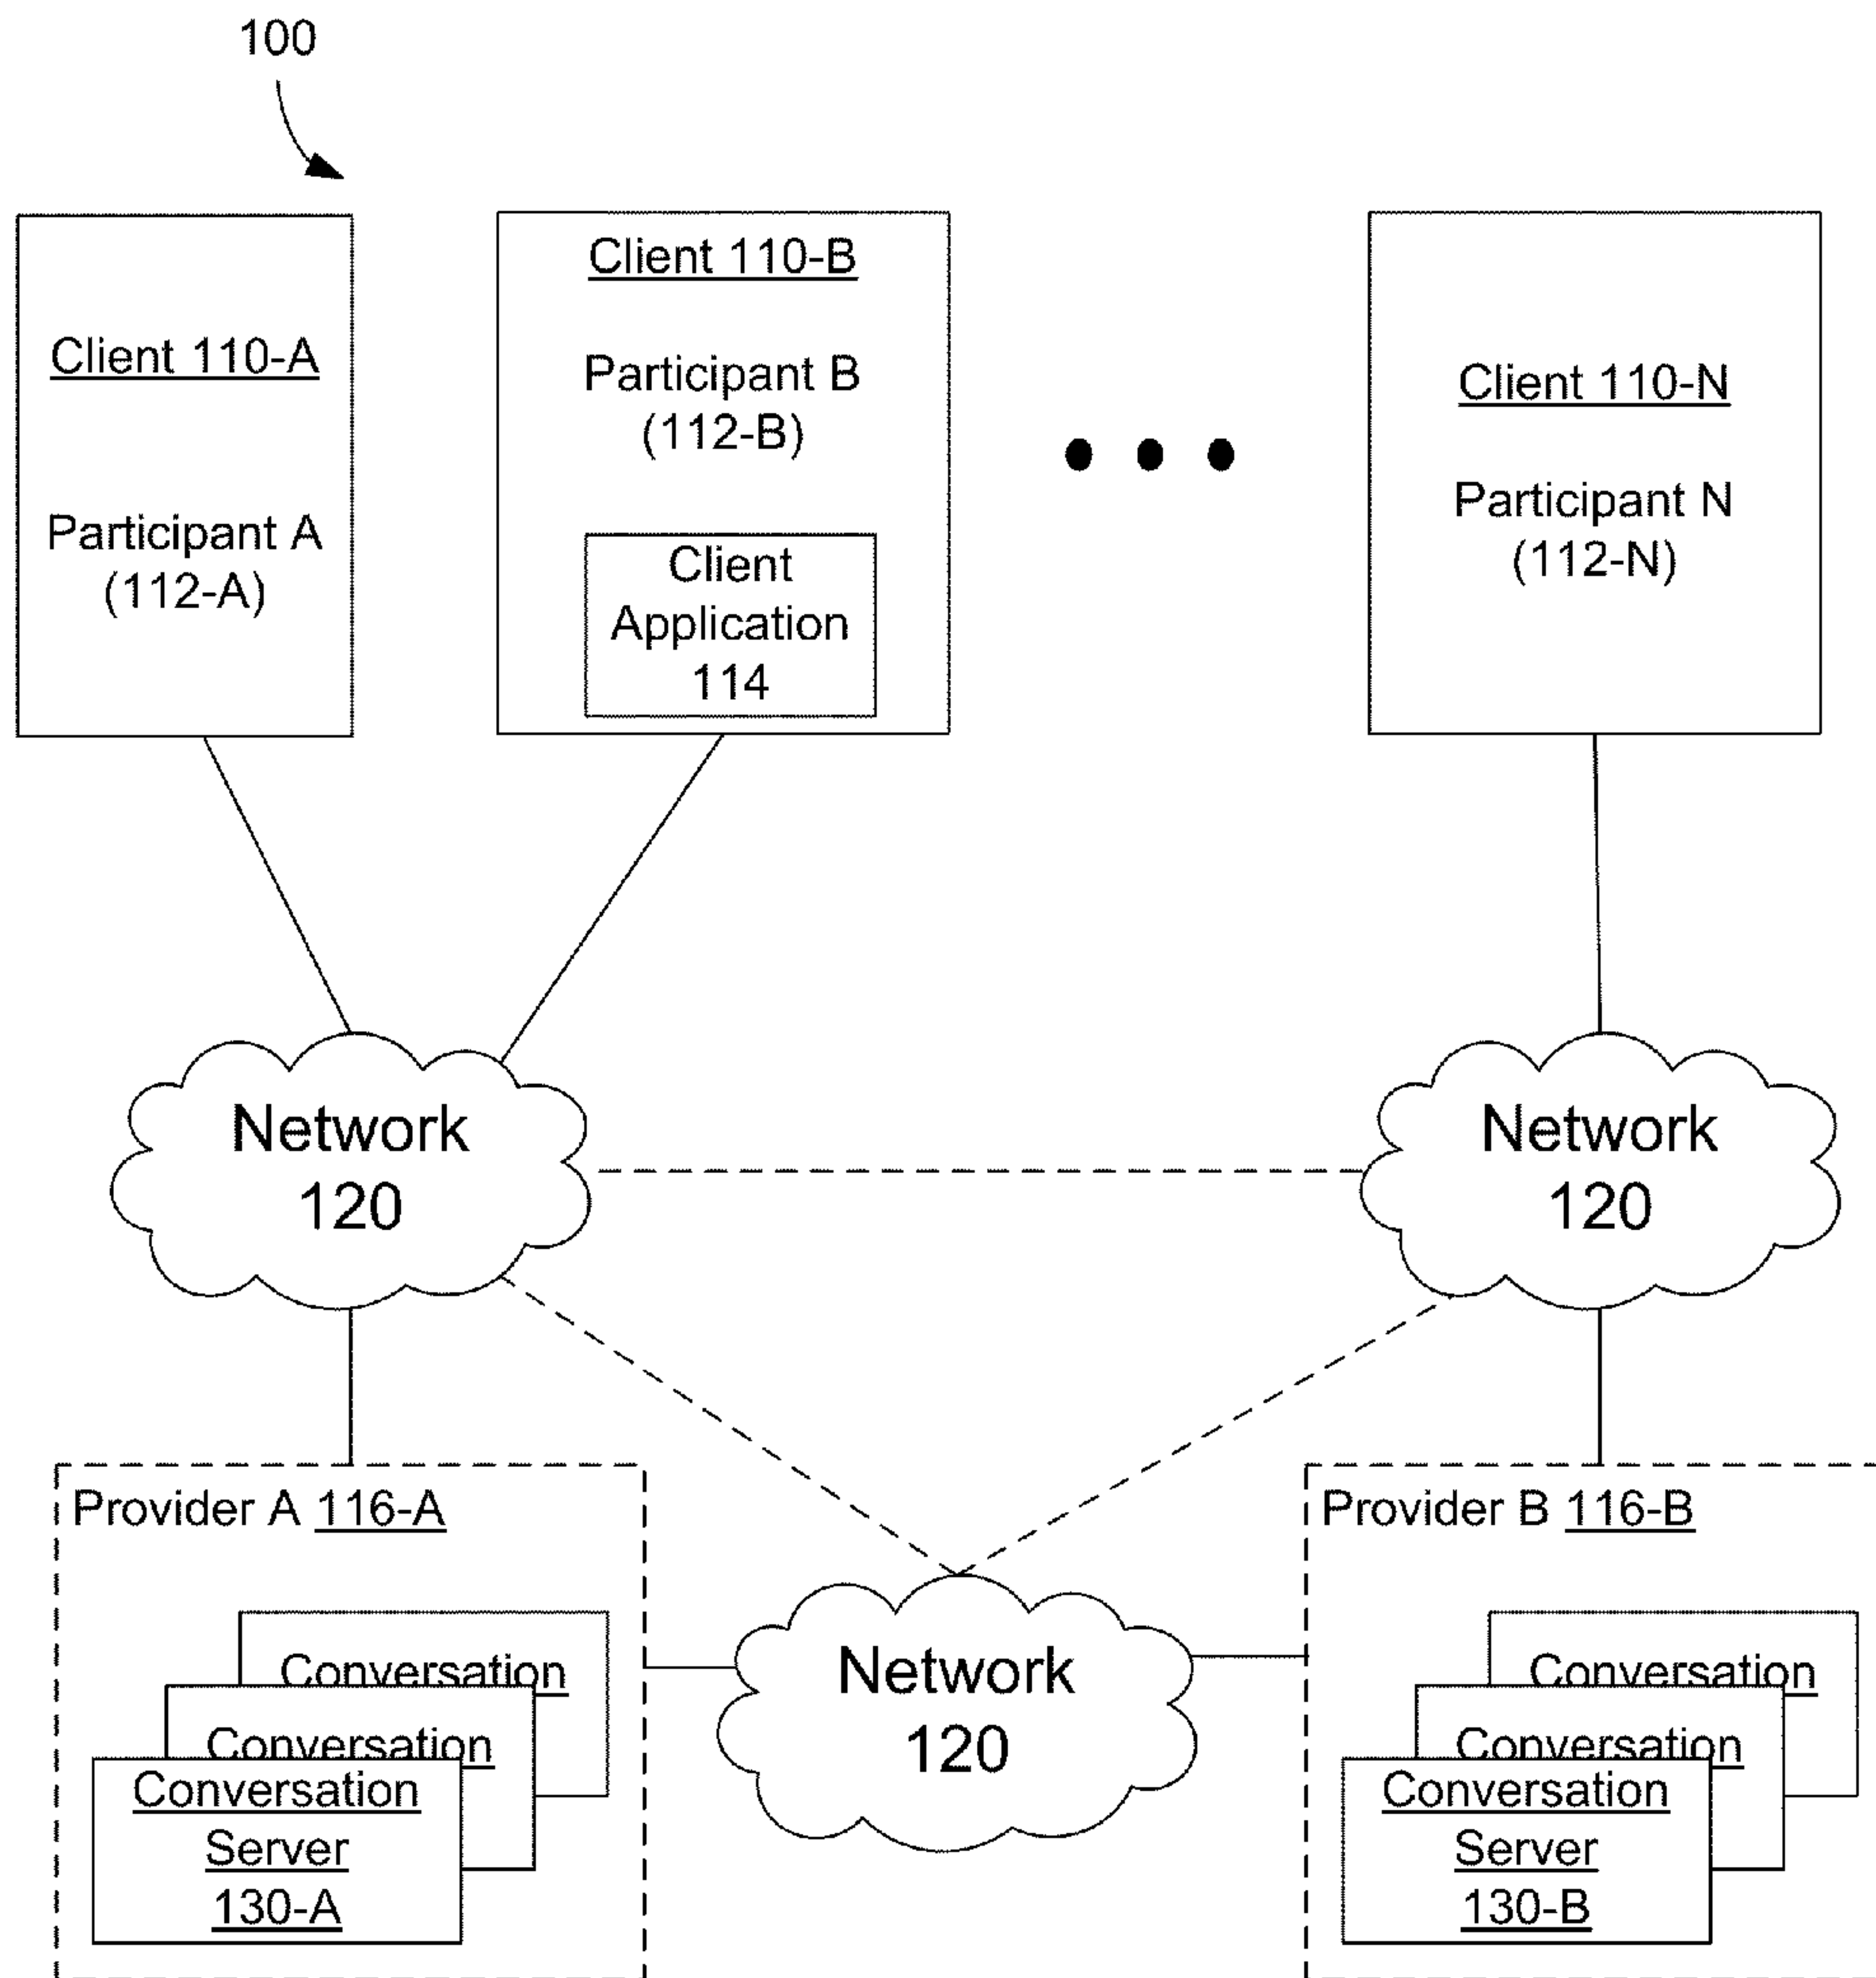 100
Client 110-A
Participant A
(112-A)
Client 110-B
Participant B
(112-B)
Client
Application
114
Client 110-N
Participant N
(112-N)
Network
120
Network
120
Provider A 116-A
Conversation
Conversation
Conversation
Server
130-A
Network
120
Provider B 116-B
Conversation
Conversation
Conversation
Server
130-B